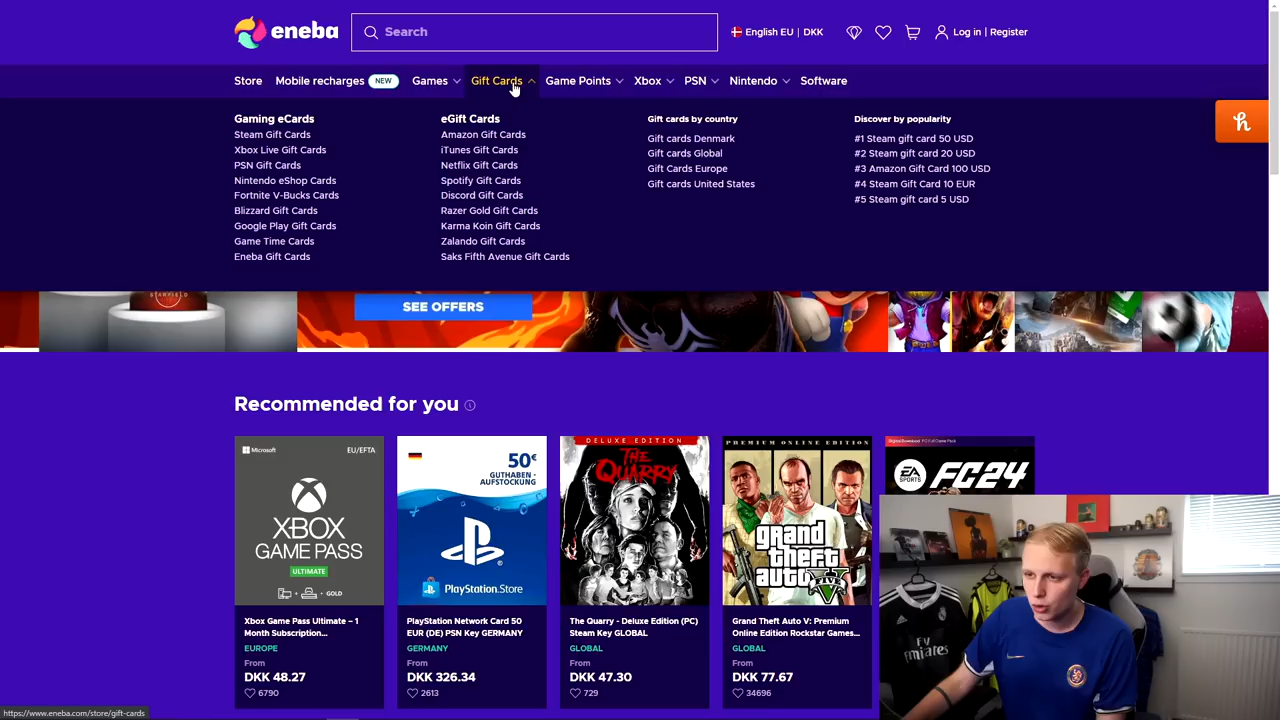 eneba
Search
English EU | DKK
Log in | Register
Store
Mobile recharges NEW
Games
Gift Cards
Game Points
Xbox
PSN
Nintendo
Software
Gaming eCards
Steam Gift Cards
Xbox Live Gift Cards
PSN Gift Cards
Nintendo eShop Cards
Fortnite V-Bucks Cards
Blizzard Gift Cards
Google Play Gift Cards
Game Time Cards
Eneba Gift Cards
eGift Cards
Amazon Gift Cards
iTunes Gift Cards
Netflix Gift Cards
Spotify Gift Cards
Discord Gift Cards
Razer Gold Gift Cards
Karma Koin Gift Cards
Zalando Gift Cards
Saks Fifth Avenue Gift Cards
Gift cards by country
Gift cards Denmark
Gift cards Global
Gift Cards Europe
Gift cards United States
Discover by popularity
#1 Steam gift card 50 USD
#2 Steam gift card 20 USD
#3 Amazon Gift Card 100 USD
#4 Steam Gift Card 10 EUR
#5 Steam gift card 5 USD
STARFIELD
SEE OFFERS
Recommended for you
Microsoft
EU/EFTA
XBOX
GAME PASS
ULTIMATE
GOLD
Xbox Game Pass Ultimate – 1
Month Subscription...
EUROPE
From
DKK 48.27
6790
50€
GUTHABEN-
AUFSTOCKUNG
PlayStation.Store
PlayStation Network Card 50
EUR (DE) PSN Key GERMANY
GERMANY
From
DKK 326.34
2613
DELUXE EDITION
THE
QUARRY
The Quarry - Deluxe Edition (PC)
Steam Key GLOBAL
GLOBAL
From
DKK 47.30
729
PREMIUM ONLINE EDITION
grand
theft
auto
V
FIVE
Grand Theft Auto V: Premium
Online Edition Rockstar Games...
GLOBAL
From
DKK 77.67
34696
EA
SPORTS
FC24
Fly
Emirates
https://www.eneba.com/store/gift-cards